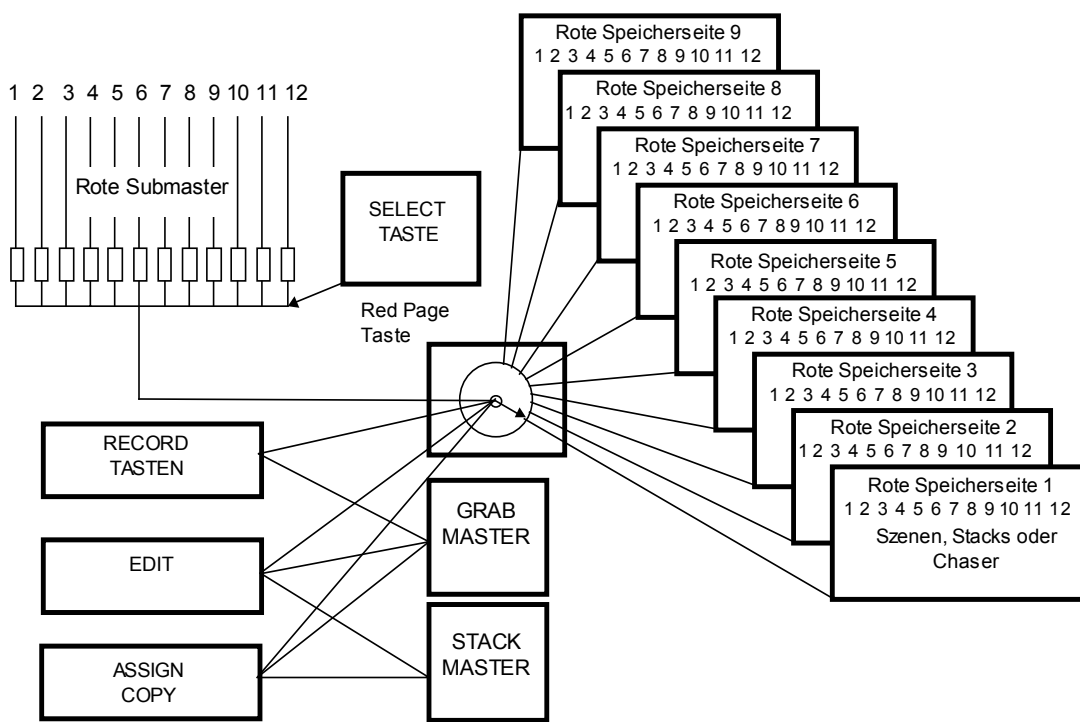 1 2 3 4 5 6 7 8 9 10 11 12
Rote Submaster
SELECT
TASTE
Red Page
Taste
RECORD
TASTEN
EDIT
ASSIGN
COPY
GRAB
MASTER
STACK
MASTER
Rote Speicherseite 9
1 2 3 4 5 6 7 8 9 10 11 12
Rote Speicherseite 8
1 2 3 4 5 6 7 8 9 10 11 12
Rote Speicherseite 7
1 2 3 4 5 6 7 8 9 10 11 12
Rote Speicherseite 6
1 2 3 4 5 6 7 8 9 10 11 12
Rote Speicherseite 5
1 2 3 4 5 6 7 8 9 10 11 12
Rote Speicherseite 4
1 2 3 4 5 6 7 8 9 10 11 12
Rote Speicherseite 3
1 2 3 4 5 6 7 8 9 10 11 12
Rote Speicherseite 2
1 2 3 4 5 6 7 8 9 10 11 12
Rote Speicherseite 1
1 2 3 4 5 6 7 8 9 10 11 12
Szenen, Stacks oder
Chaser